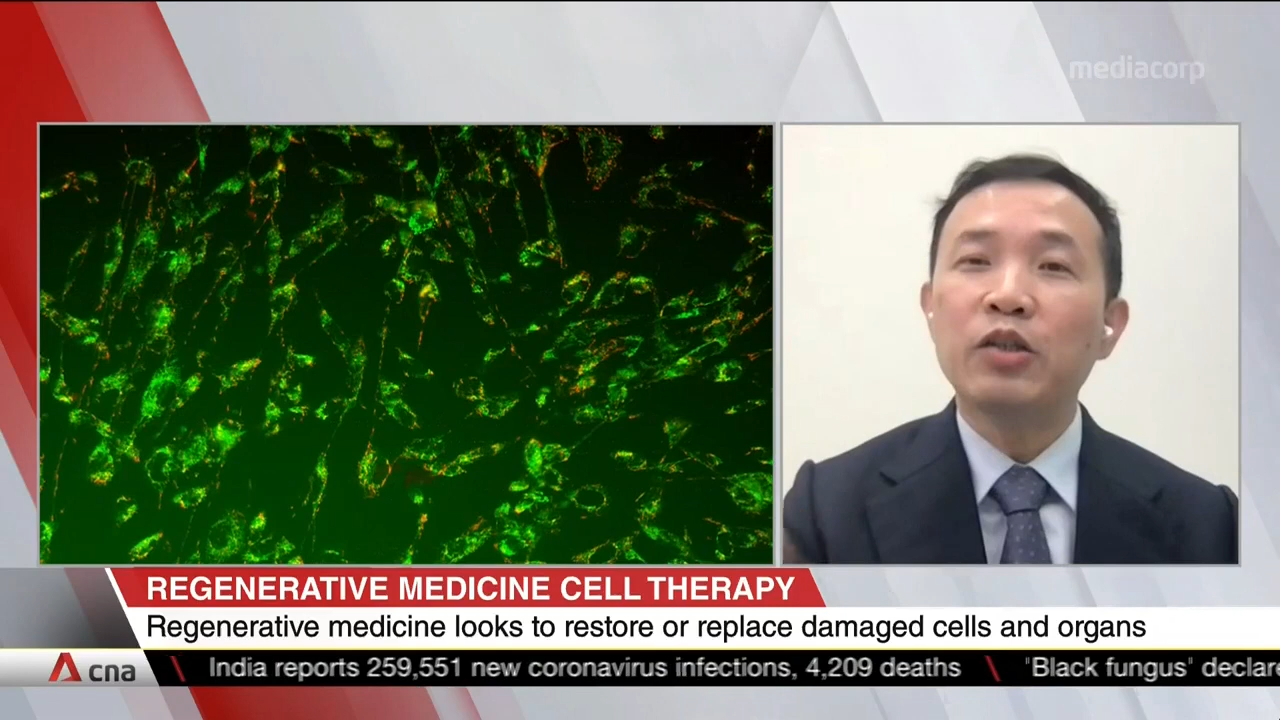 mediacorp
REGENERATIVE MEDICINE CELL THERAPY
Regenerative medicine looks to restore or replace damaged cells and organs
cna \ India reports 259,551 new coronavirus infections, 4,209 deaths \ "Black fungus" declare